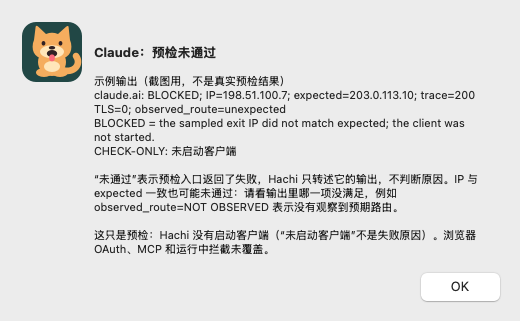 Claude：预检未通过
示例输出（截图用，不是真实预检结果）
claude.ai: BLOCKED; IP=198.51.100.7; expected=203.0.113.10; trace=200
TLS=0; observed_route=unexpected
BLOCKED = the sampled exit IP did not match expected; the client was
not started.
CHECK-ONLY: 未启动客户端
“未通过”表示预检入口返回了失败，Hachi 只转述它的输出，不判断原因。IP 与
expected 一致也可能未通过：请看输出里哪一项没满足，例如
observed_route=NOT OBSERVED 表示没有观察到预期路由。
这只是预检：Hachi 没有启动客户端（“未启动客户端”不是失败原因）。浏览器
OAuth、MCP 和运行中拦截未覆盖。
OK